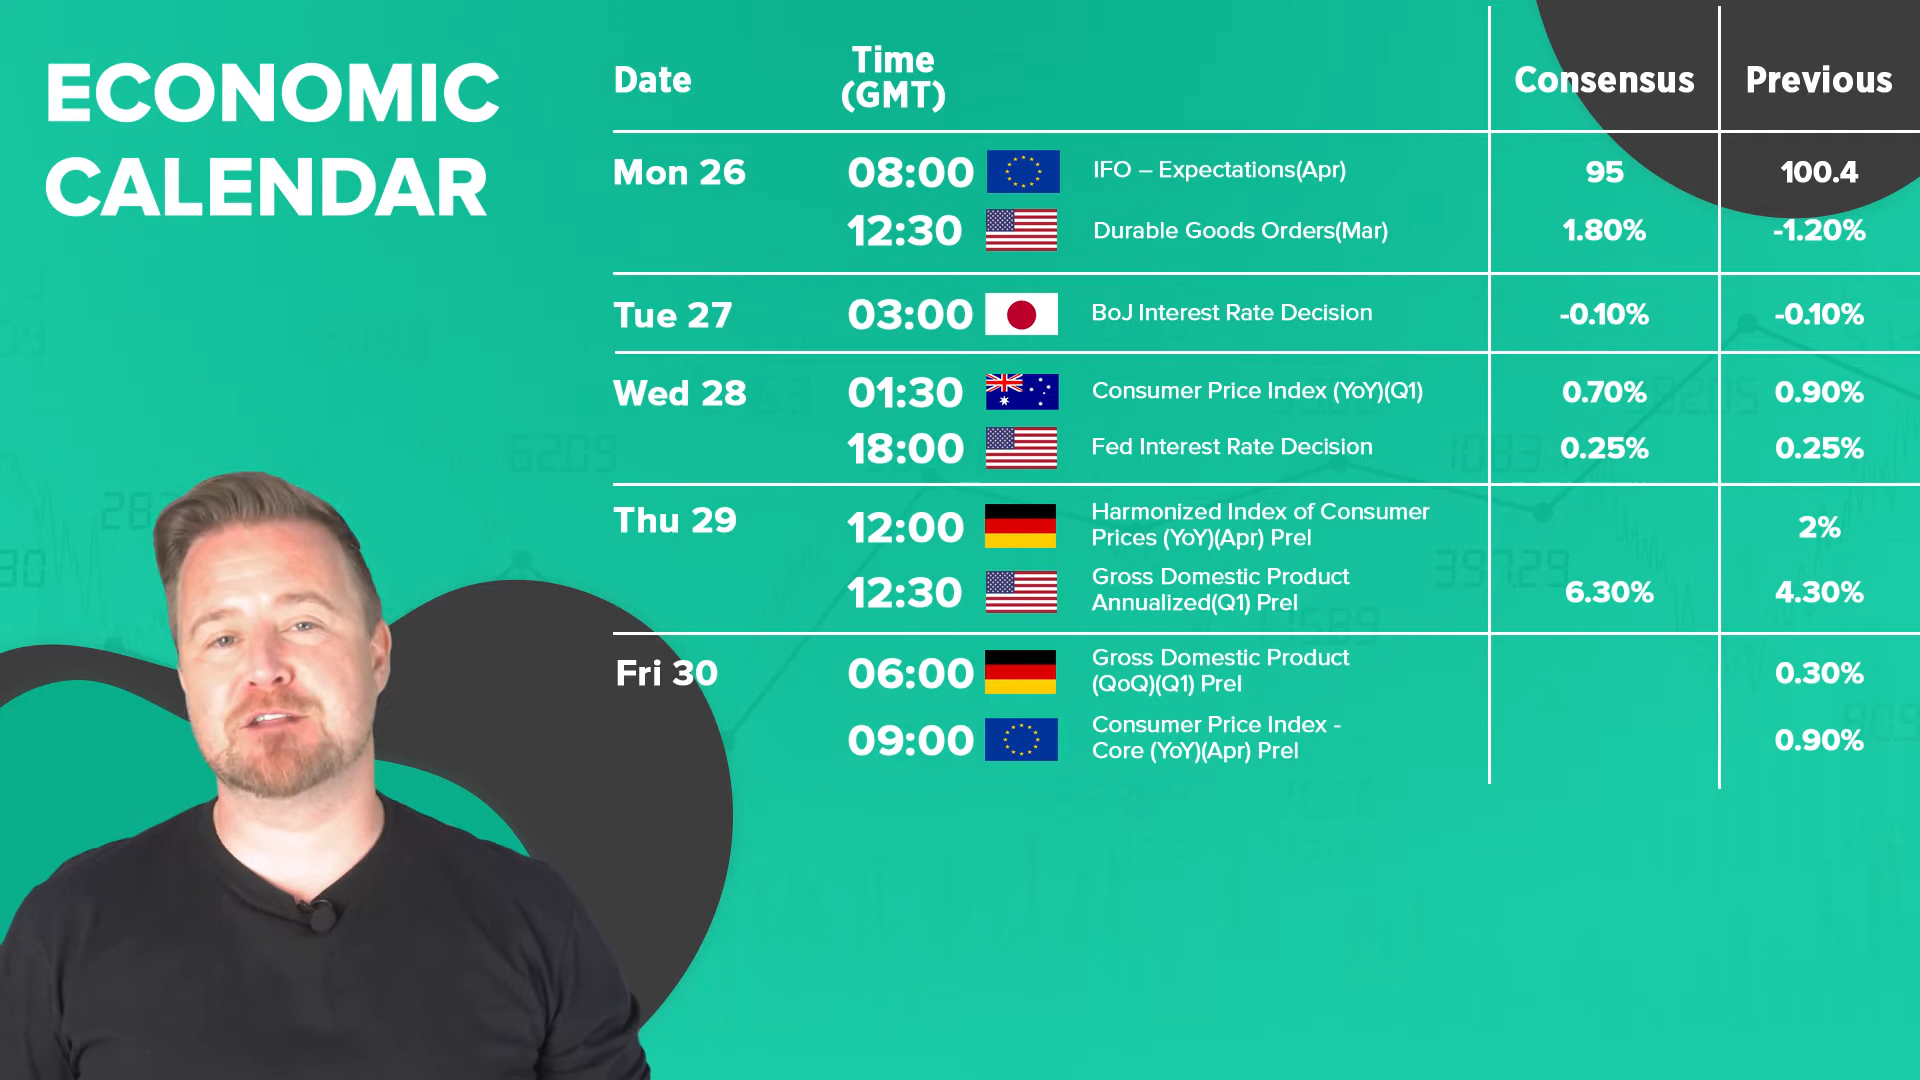 ECONOMIC
CALENDAR
Date
Time
(GMT)
Consensus
Previous
Mon 26
08:00
IFO – Expectations(Apr)
95
100.4
12:30
Durable Goods Orders(Mar)
1.80%
-1.20%
Tue 27
03:00
BoJ Interest Rate Decision
-0.10%
-0.10%
Wed 28
01:30
Consumer Price Index (YoY)(Q1)
0.70%
0.90%
18:00
Fed Interest Rate Decision
0.25%
0.25%
Thu 29
12:00
Harmonized Index of Consumer
Prices (YoY)(Apr) Prel
2%
12:30
Gross Domestic Product
Annualized(Q1) Prel
6.30%
4.30%
Fri 30
06:00
Gross Domestic Product
(QoQ)(Q1) Prel
0.30%
09:00
Consumer Price Index -
Core (YoY)(Apr) Prel
0.90%
62.09
397.29